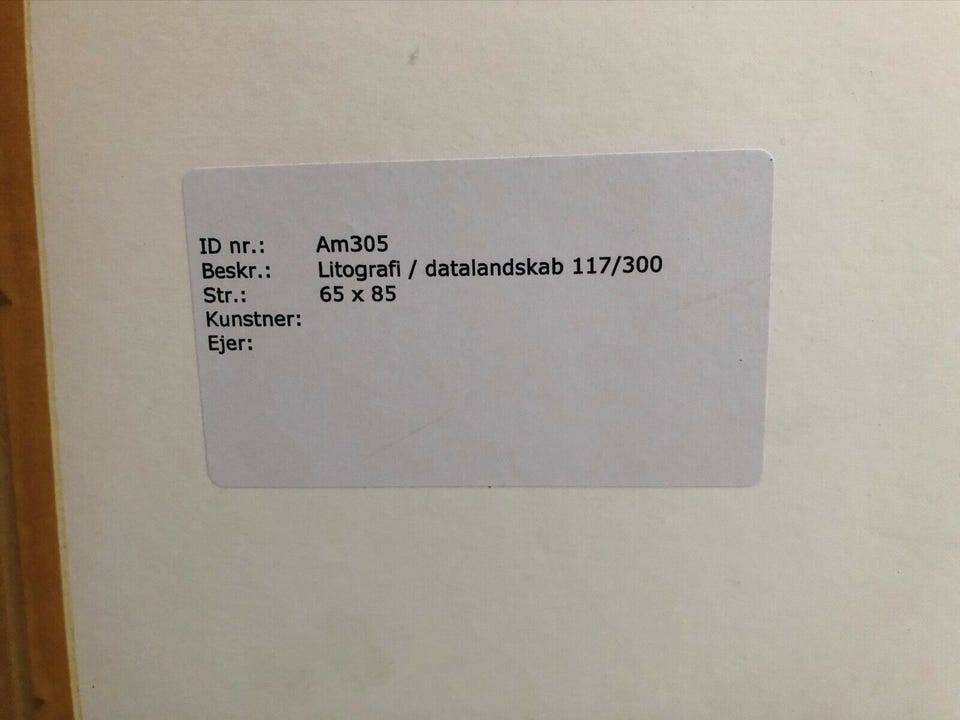 ID nr.: Am305
Beskr.: Litografi / datalandskab 117/300
Str.: 65 x 85
Kunstner:
Ejer: